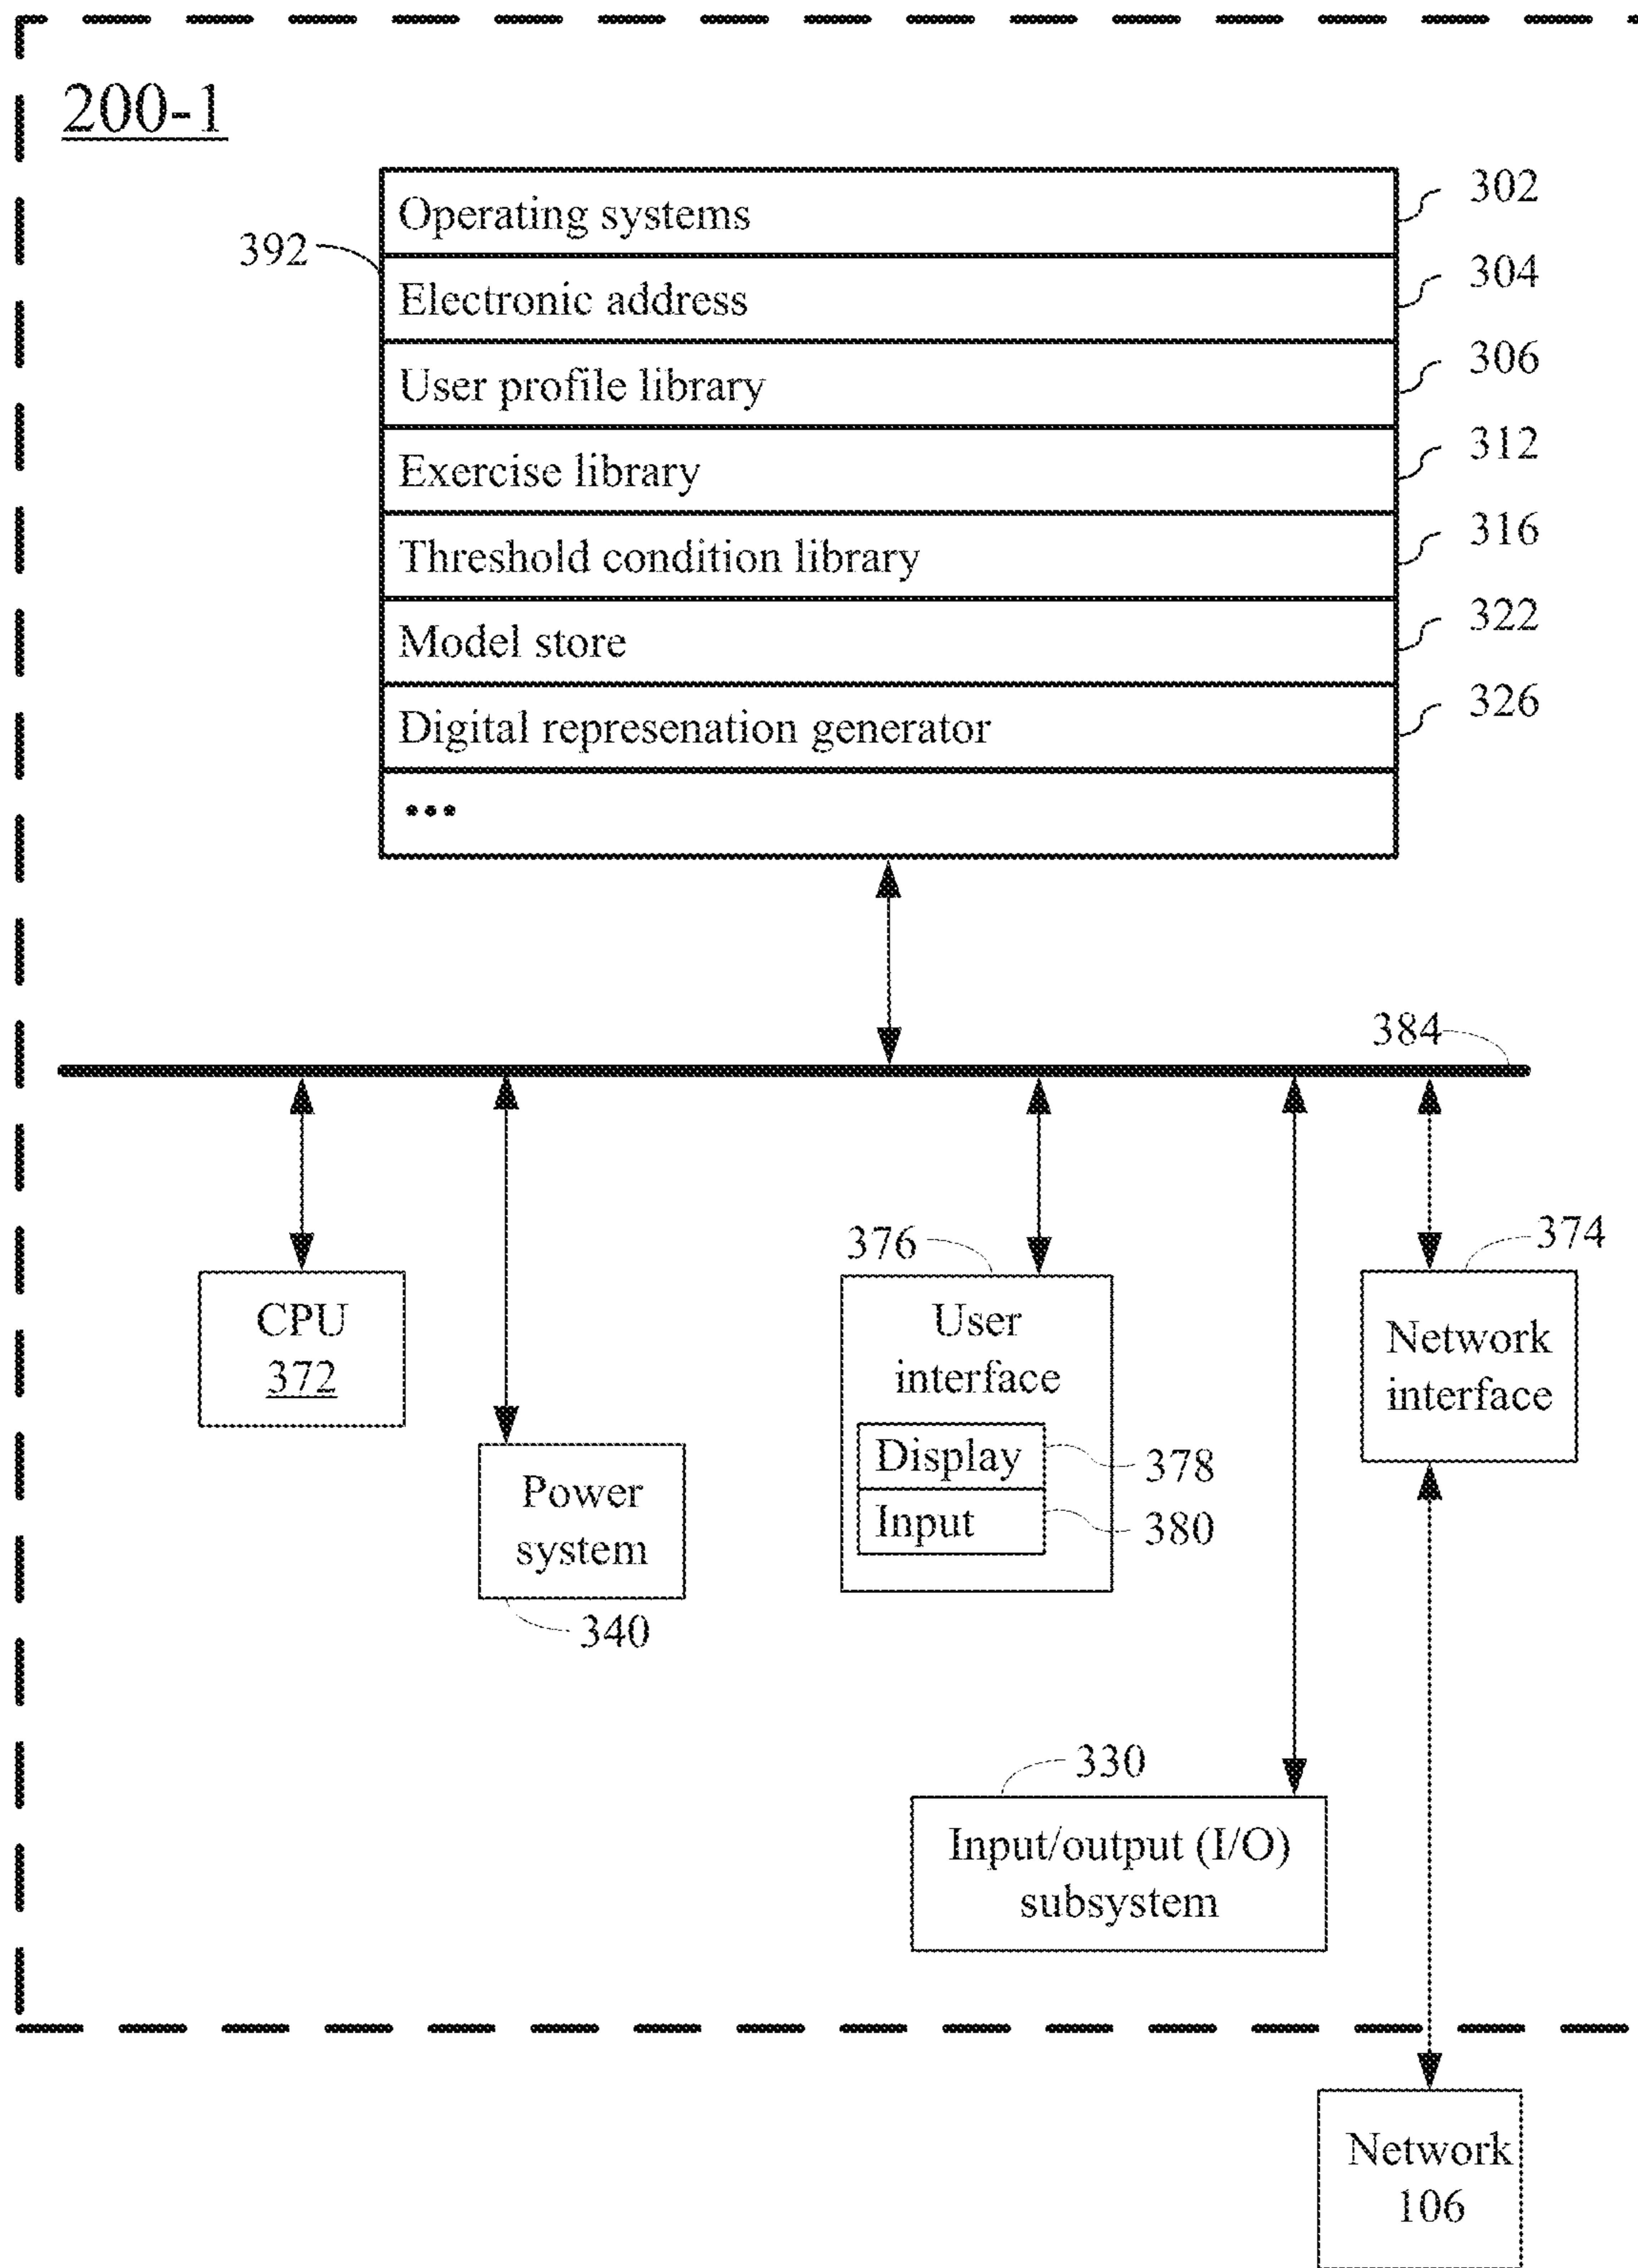 200-1
Operating systems
302
392
Electronic address
304
User profile library
306
Exercise library
312
Threshold condition library
316
Model store
322
Digital represenation generator
326
...
384
CPU
372
Power
system
340
376
User
interface
Display
378
Input
380
374
Network
interface
330
Input/output (I/O)
subsystem
Network
106